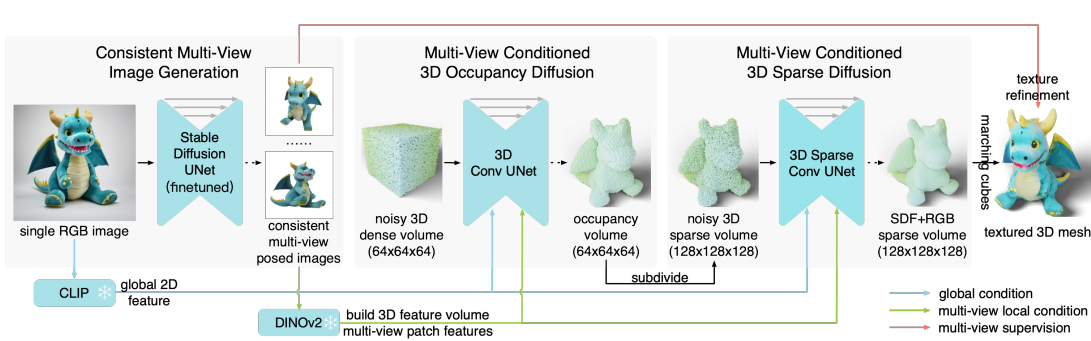 Consistent Multi-View
Image Generation
Stable
Diffusion
UNet
(finetuned)
......
single RGB image
consistent
multi-view
posed images
CLIP
global 2D
feature
DINOv2
build 3D feature volume
multi-view patch features
Multi-View Conditioned
3D Occupancy Diffusion
3D
Conv UNet
noisy 3D
dense volume
(64x64x64)
occupancy
volume
(64x64x64)
subdivide
Multi-View Conditioned
3D Sparse Diffusion
noisy 3D
sparse volume
(128x128x128)
3D Sparse
Conv UNet
SDF+RGB
sparse volume
(128x128x128)
marching cubes
texture
refinement
textured 3D mesh
global condition
multi-view local condition
multi-view supervision